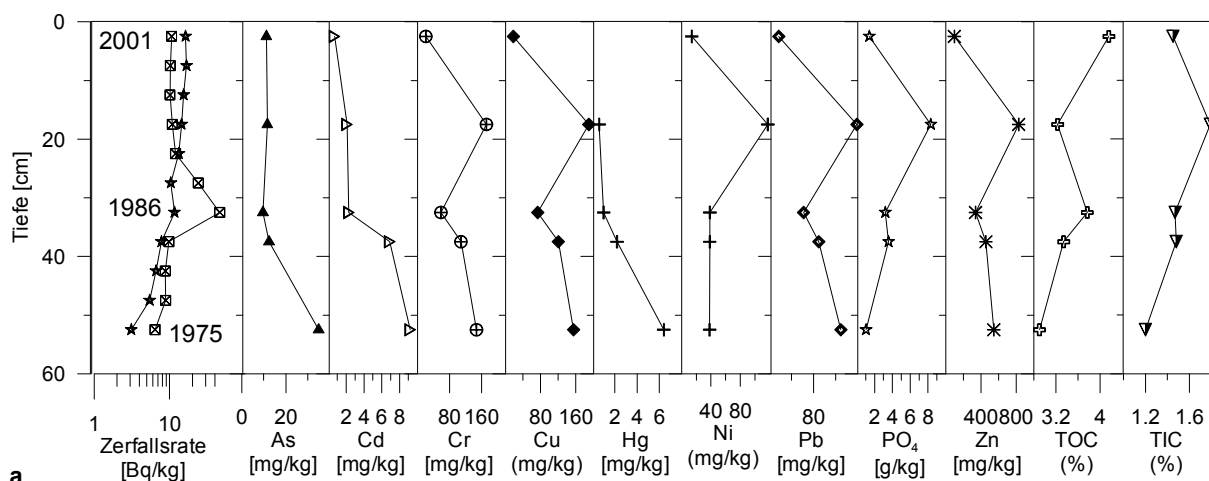 0
20
40
60
Tiefe [cm]
2001
1986
1975
1 10
0 20
2 4 6 8
80 160
80 160
2 4 6
40 80
80
2 4 6 8
400 800
3.2 4
1.2 1.6
Zerfallsrate
[Bq/kg]
As
[mg/kg]
Cd
[mg/kg]
Cr
[mg/kg]
Cu
(mg/kg)
Hg
[mg/kg]
Ni
(mg/kg)
Pb
[mg/kg]
PO4
[g/kg]
Zn
[mg/kg]
TOC
(%)
TIC
(%)
a